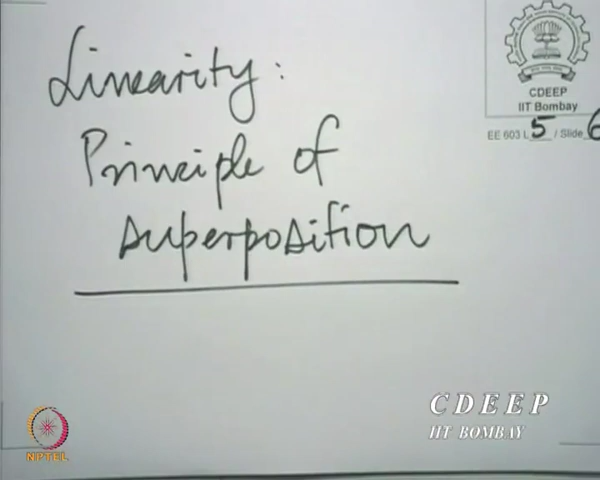 Linearity:
Principle of
superposition
CDEEP
IIT Bombay
EE 603 L 5 / Slide 6
CDEEP
IIT BOMBAY
NPTEL